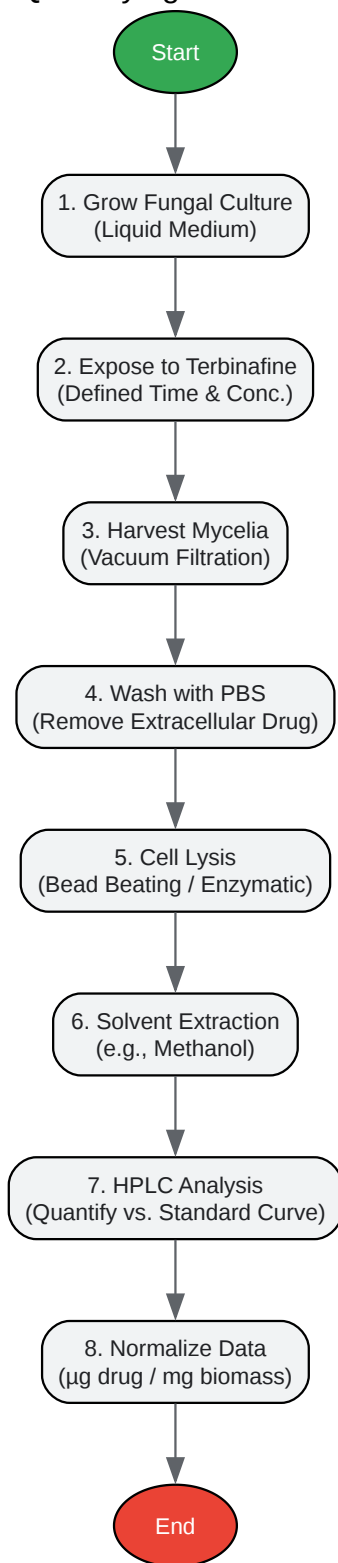 Start
1. Grow Fungal Culture
(Liquid Medium)
2. Expose to Terbinafine
(Defined Time & Conc.)
3. Harvest Mycelia
(Vacuum Filtration)
4. Wash with PBS
(Remove Extracellular Drug)
5. Cell Lysis
(Bead Beating / Enzymatic)
6. Solvent Extraction
(e.g., Methanol)
7. HPLC Analysis
(Quantify vs. Standard Curve)
8. Normalize Data
(µg drug / mg biomass)
End